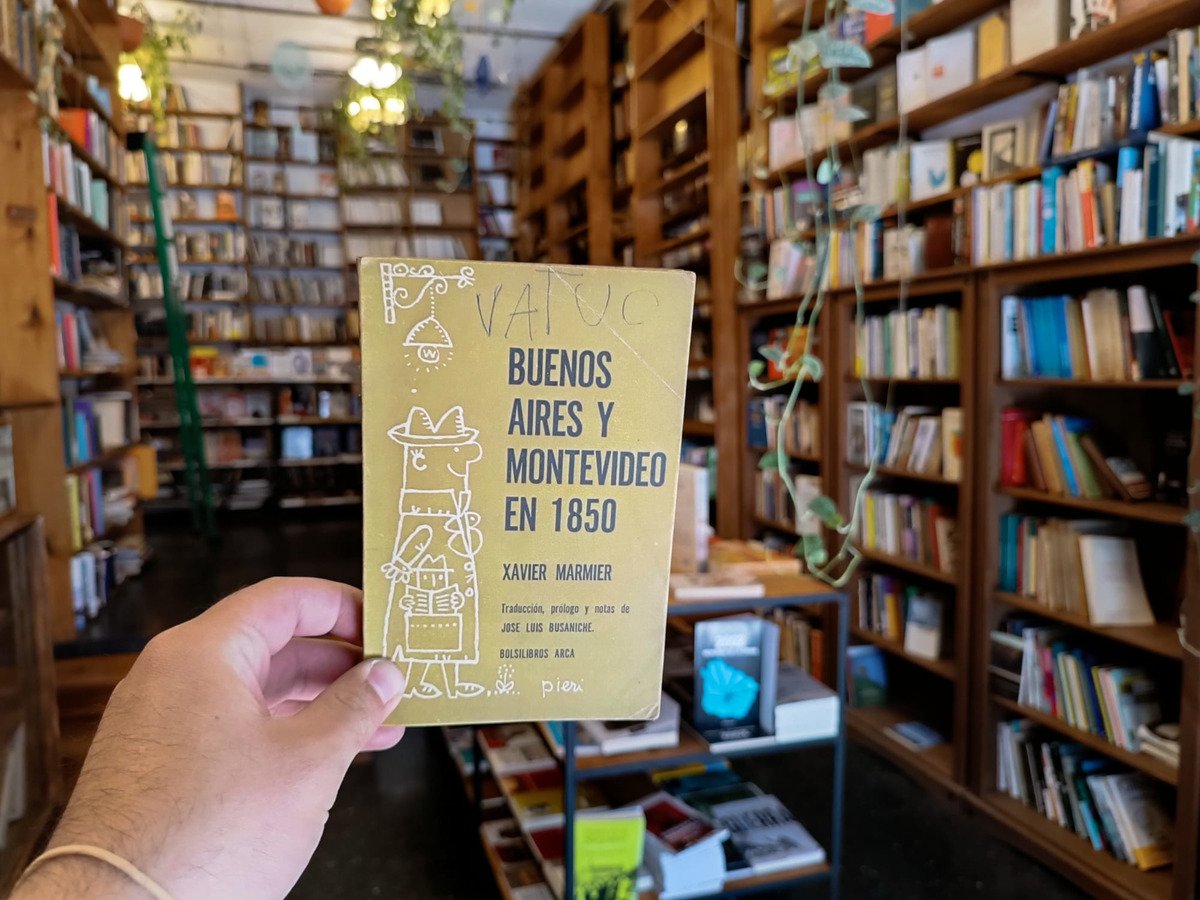 VATUC
W
BUENOS
AIRES Y
MONTEVIDEO
EN 1850
XAVIER MARMIER
Traducción, prólogo y notas de
JOSE LUIS BUSANICHE.
BOLSILIBROS ARCA
pieri